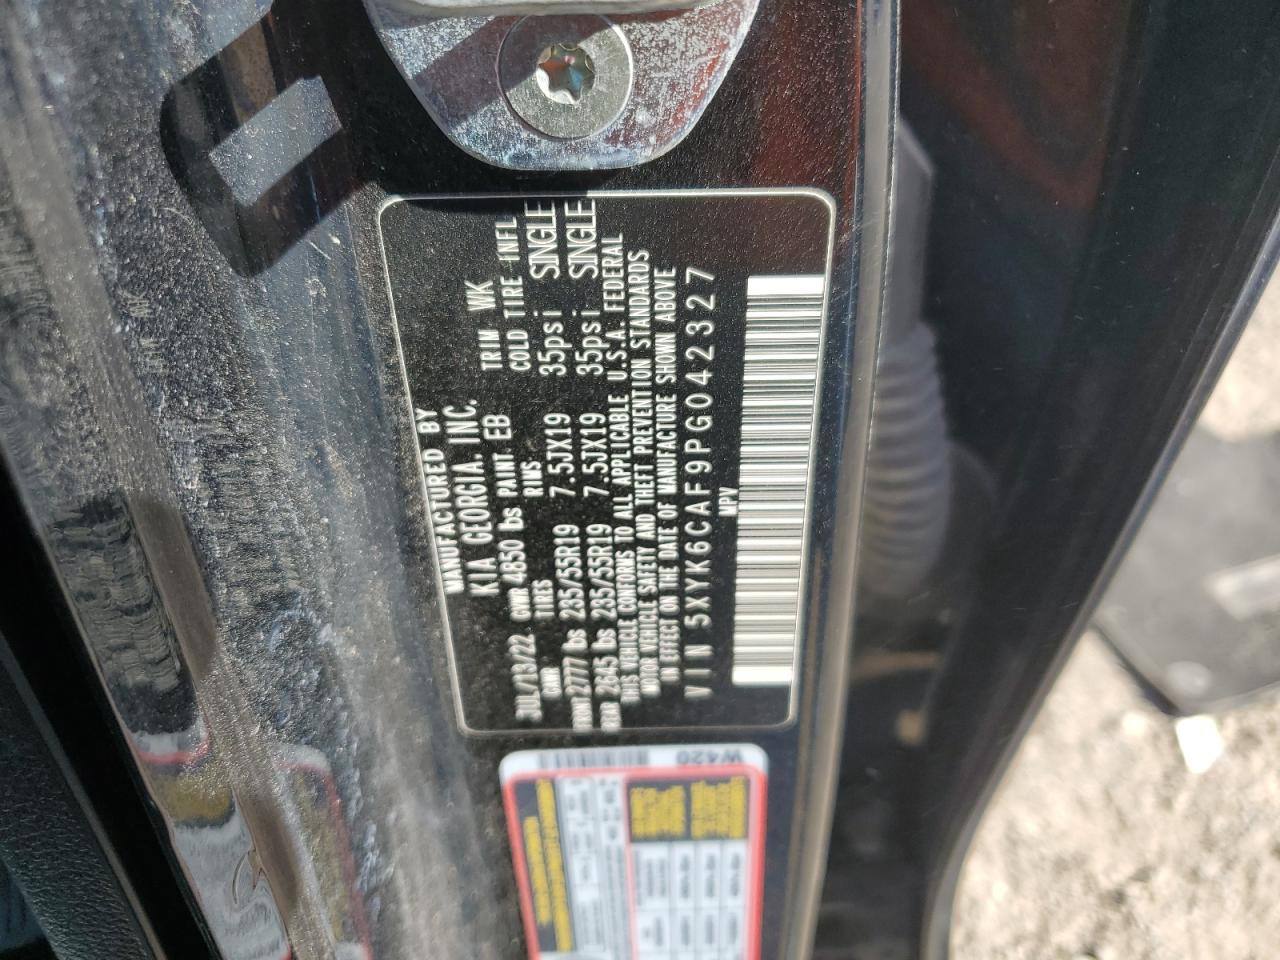 MANUFACTURED BY
KIA GEORGIA INC.
JUL/13/22 GVWR 4850 lbs PAINT EB TRIM WK
GAWR TIRES RIMS COLD TIRE INFL
FRONT 2777 lbs 235/55R19 7.5JX19 35psi SINGLE
REAR 2645 lbs 235/55R19 7.5JX19 35psi SINGLE
THIS VEHICLE CONFORMS TO ALL APPLICABLE U.S.A. FEDERAL
MOTOR VEHICLE SAFETY AND THEFT PREVENTION STANDARDS
IN EFFECT ON THE DATE OF MANUFACTURE SHOWN ABOVE
VIN 5XYK6CAF9PG042327
MPV
W420